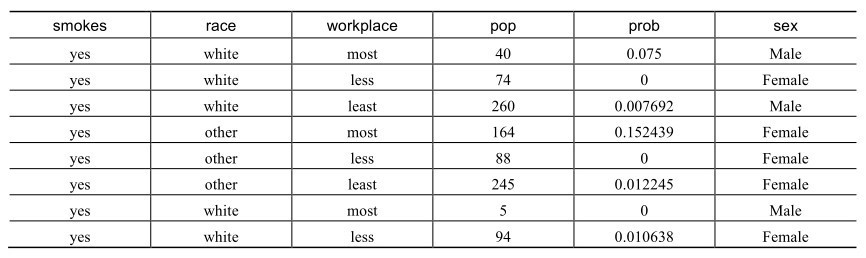 smokes race workplace pop prob sex
yes white most 40 0.075 Male
yes white less 74 0 Female
yes white least 260 0.007692 Male
yes other most 164 0.152439 Female
yes other less 88 0 Female
yes other least 245 0.012245 Female
yes white most 5 0 Male
yes white less 94 0.010638 Female